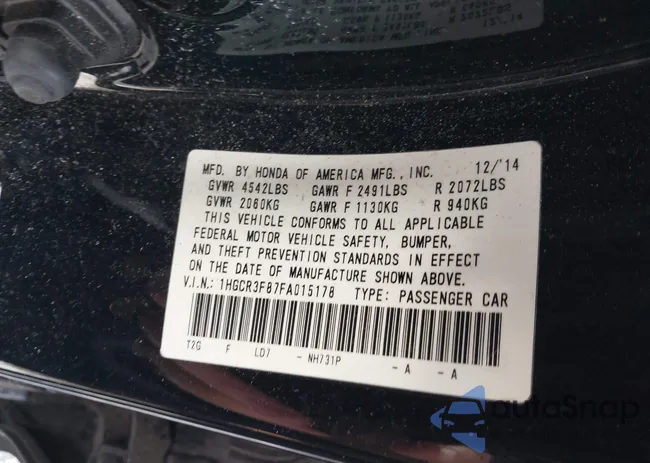 MFD. BY HONDA OF AMERICA MFG., INC. 12/'14
GVWR 4542LBS GAWR F 2491LBS R 2072LBS
GVWR 2060KG GAWR F 1130KG R 940KG
THIS VEHICLE CONFORMS TO ALL APPLICABLE
FEDERAL MOTOR VEHICLE SAFETY, BUMPER,
AND THEFT PREVENTION STANDARDS IN EFFECT
ON THE DATE OF MANUFACTURE SHOWN ABOVE.
V.I.N.: 1HGCR3F87FA015178 TYPE: PASSENGER CAR
T2G F LD7 - NH731P - A - A
autoSnap